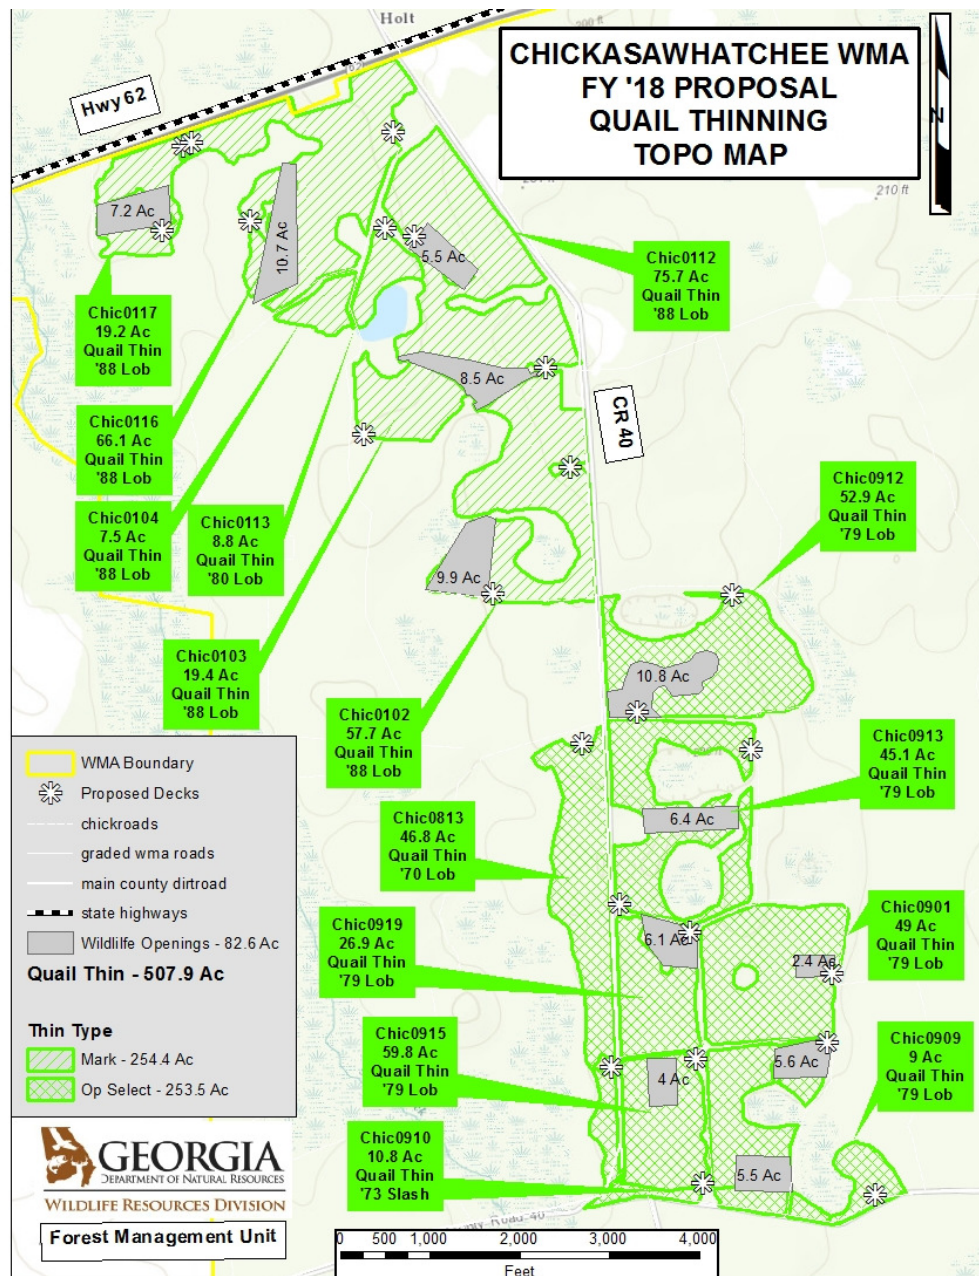 Holt
200 ft
CHICKASAWHATCHEE WMA
FY '18 PROPOSAL
QUAIL THINNING
TOPO MAP
N
Hwy 62
210 ft
7.2 Ac
10.7 Ac
5.5 Ac
Chic0112
75.7 Ac
Quail Thin
'88 Lob
Chic0117
19.2 Ac
Quail Thin
'88 Lob
8.5 Ac
CR 40
Chic0116
66.1 Ac
Quail Thin
'88 Lob
Chic0912
52.9 Ac
Quail Thin
'79 Lob
Chic0104
7.5 Ac
Quail Thin
'88 Lob
Chic0113
8.8 Ac
Quail Thin
'80 Lob
9.9 Ac
Chic0103
19.4 Ac
Quail Thin
'88 Lob
10.8 Ac
Chic0102
57.7 Ac
Quail Thin
'88 Lob
Chic0913
45.1 Ac
Quail Thin
'79 Lob
6.4 Ac
Chic0813
46.8 Ac
Quail Thin
'70 Lob
Chic0901
49 Ac
Quail Thin
'79 Lob
Chic0919
26.9 Ac
Quail Thin
'79 Lob
6.1 Ac
2.4 Ac
Chic0915
59.8 Ac
Quail Thin
'79 Lob
4 Ac
5.6 Ac
Chic0909
9 Ac
Quail Thin
'79 Lob
Chic0910
10.8 Ac
Quail Thin
'73 Slash
5.5 Ac
County Road 40
WMA Boundary
Proposed Decks
chickroads
graded wma roads
main county dirtroad
state highways
Wildlife Openings - 82.6 Ac
Quail Thin - 507.9 Ac
Thin Type
Mark - 254.4 Ac
Op Select - 253.5 Ac
GEORGIA
DEPARTMENT OF NATURAL RESOURCES
WILDLIFE RESOURCES DIVISION
Forest Management Unit
0 500 1,000 2,000 3,000 4,000
Feet